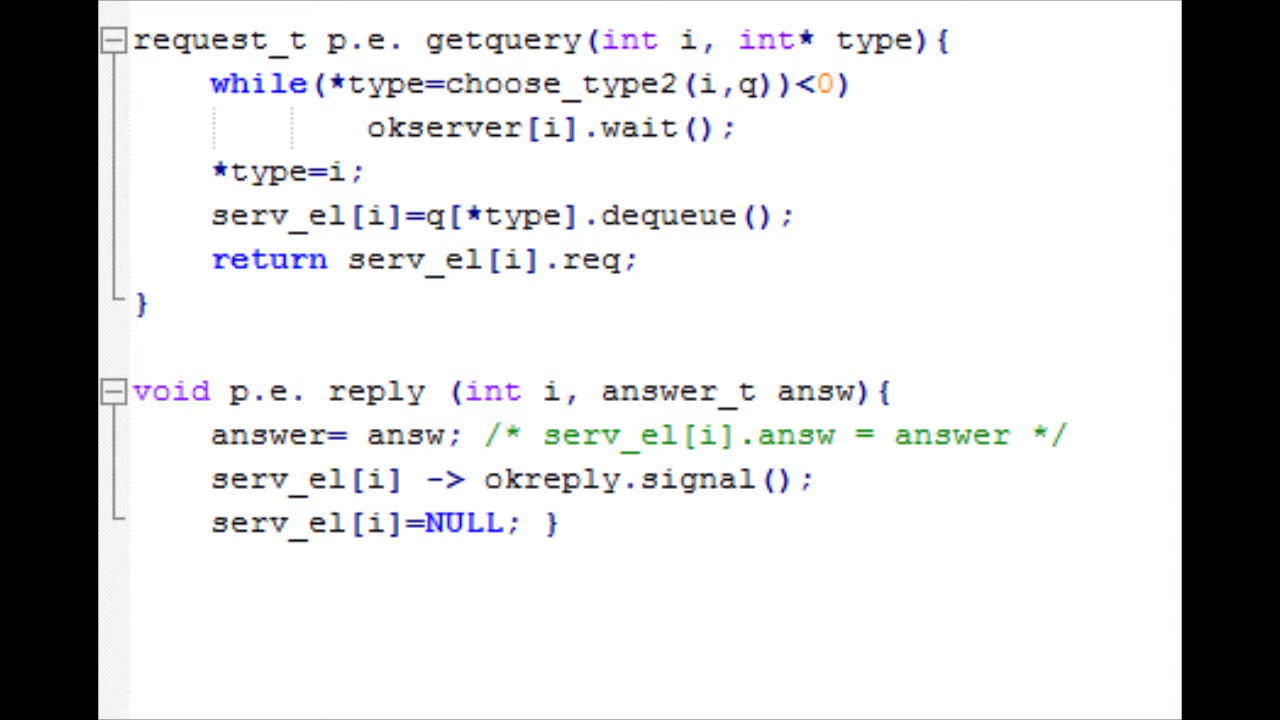 request_t p.e. getquery(int i, int* type){
while(*type=choose_type2(i,q))<0)
okserver[i].wait();
*type=i;
serv_el[i]=q[*type].dequeue();
return serv_el[i].req;
}
void p.e. reply (int i, answer_t answ){
answer= answ; /* serv_el[i].answ = answer */
serv_el[i] -> okreply.signal();
serv_el[i]=NULL; }